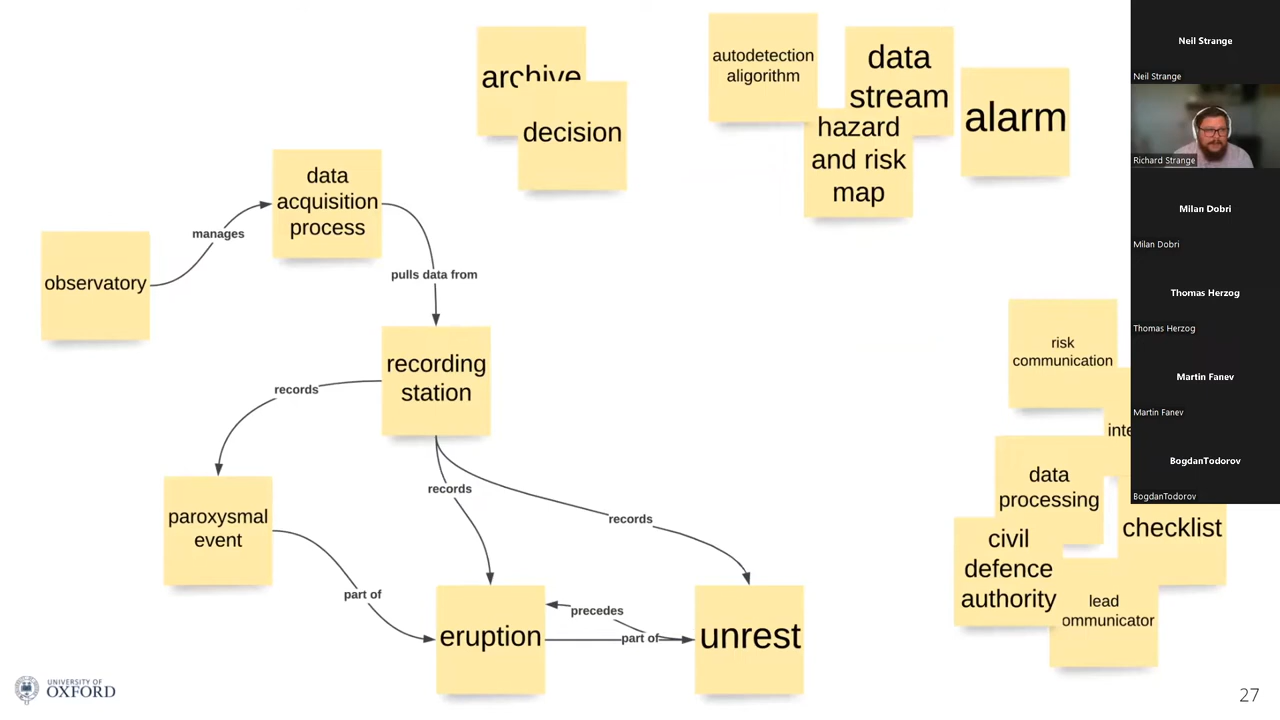 archive
decision
autodetection
aligorithm
data
stream
alarm
hazard
and risk
map
data
acquisition
process
manages
observatory
pulls data from
recording
station
records
records
records
paroxysmal
event
part of
eruption
precedes
part of
unrest
risk
communication
data
processing
civil
defence
authority
checklist
lead
ommunicator
UNIVERSITY OF
OXFORD
27
Neil Strange
Neil Strange
Richard Strange
Milan Dobri
Milan Dobri
Thomas Herzog
Thomas Herzog
Martin Fanev
Martin Fanev
BogdanTodorov
BogdanTodorov